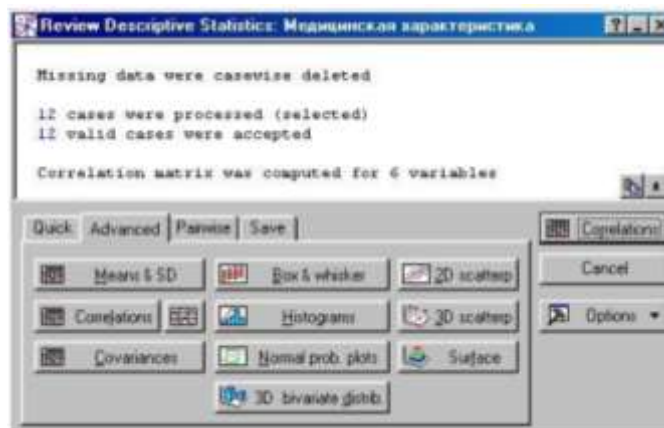 Review Descriptive Statistics: Медицинская характеристика
Missing data were casewise deleted
12 cases were processed (selected)
12 valid cases were accepted
Correlation matrix was computed for 6 variables
Quick Advanced Pairwise Save
Correlations
Means & SD Box & whisker 2D scatterp
Cancel
Correlations Histograms 3D scatterp
Options
Covariances Normal prob. plots Surface
3D bivariate distrib.